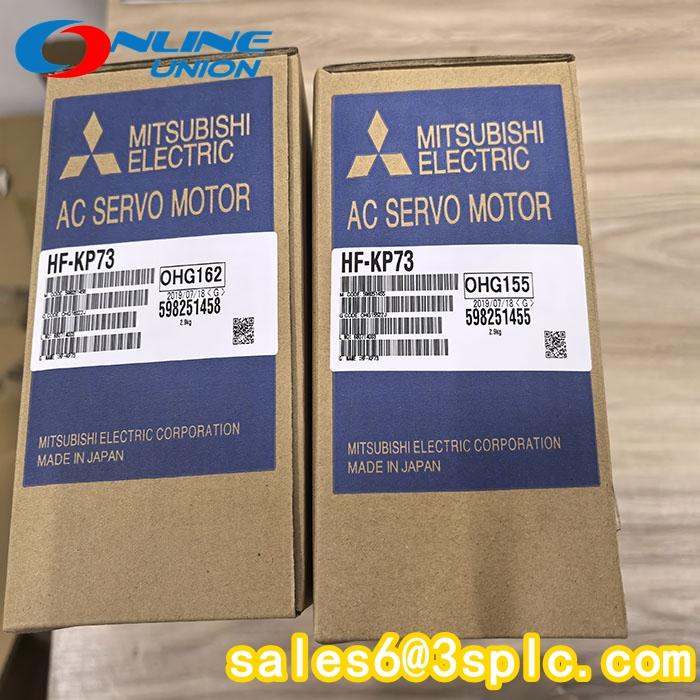 ONLINE
UNION
MITSUBISHI
ELECTRIC
AC SERVO MOTOR
HF-KP73
OHG162
2019/07/18 <G>
598251458
2.9kg
MITSUBISHI ELECTRIC CORPORATION
MADE IN JAPAN
MITSUBISHI
ELECTRIC
AC SERVO MOTOR
HF-KP73
OHG155
2019/07/18 <G>
598251455
2.9kg
MITSUBISHI ELECTRIC CORPORATION
MADE IN JAPAN
sales6@3splc.com